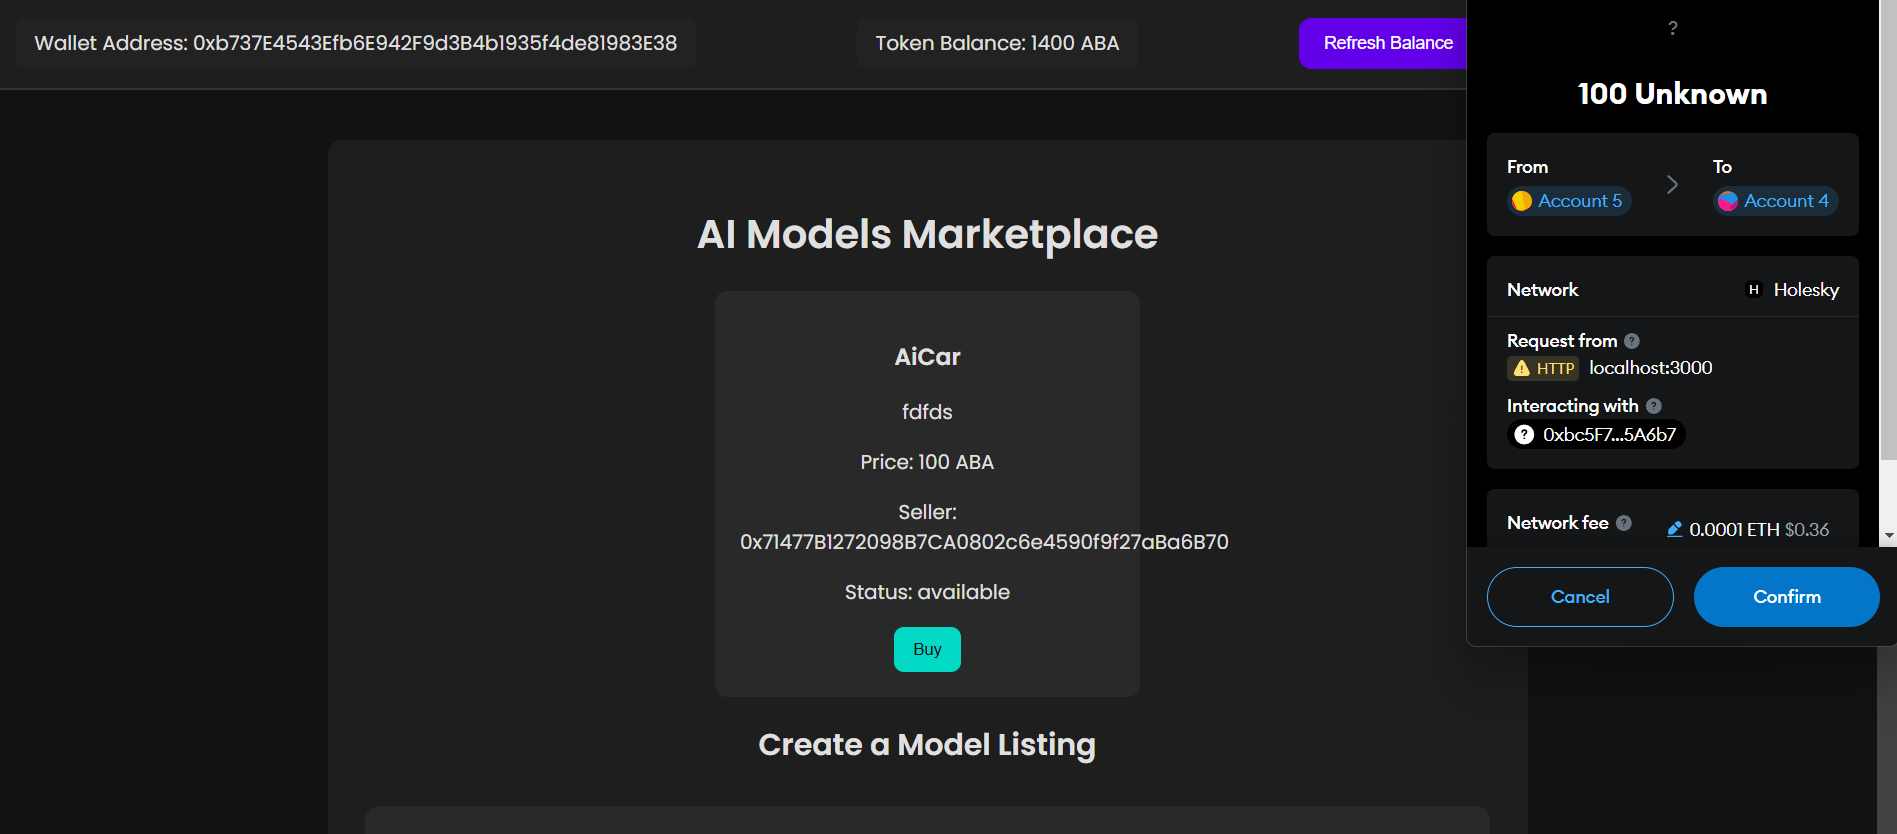 Wallet Address: 0xb737E4543Efb6E942F9d3B4b1935f4de81983E38
Token Balance: 1400 ABA
Refresh Balance
AI Models Marketplace
AiCar
fdfds
Price: 100 ABA
Seller:
0x71477B1272098B7CA0802c6e4590f9f27aBa6B70
Status: available
Buy
Create a Model Listing
?
100 Unknown
From
To
Account 5
Account 4
Network
H Holesky
Request from ?
HTTP localhost:3000
Interacting with ?
? 0xbc5F7...5A6b7
Network fee ?
0.0001 ETH $0.36
Cancel
Confirm